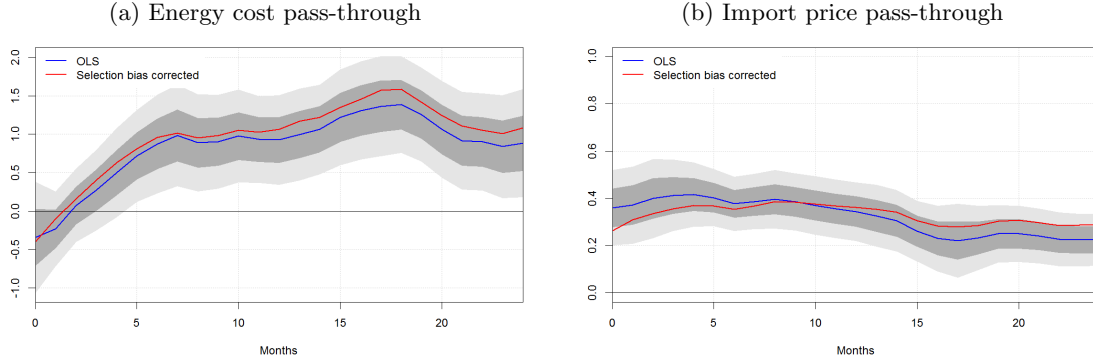 (a) Energy cost pass-through
OLS
Selection bias corrected
2.0
1.5
1.0
0.5
0.0
-1.0
0
5
10
15
20
Months
(b) Import price pass-through
OLS
Selection bias corrected
1.0
0.8
0.6
0.4
0.2
0.0
0
5
10
15
20
Months